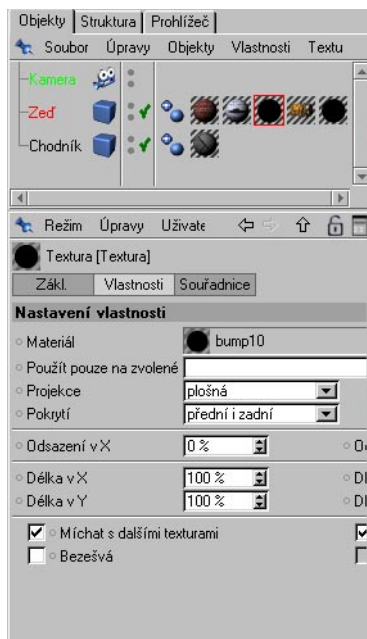 Objekty Struktura Prohlížeč
Soubor Úpravy Objekty Vlastnosti Textu
Kamera
Zeď
Chodník
Režim Úpravy Uživate
Textura [Textura]
Zákl. Vlastnosti Souřadnice
Nastavení vlastností
Materiál bump10
Použít pouze na zvolené
Projekce plošná
Pokrytí přední i zadní
Odsazení v X 0 %
Délka v X 100 % Dl
Délka v Y 100 % Dl
Míchat s dalšími texturami
Bezešvá